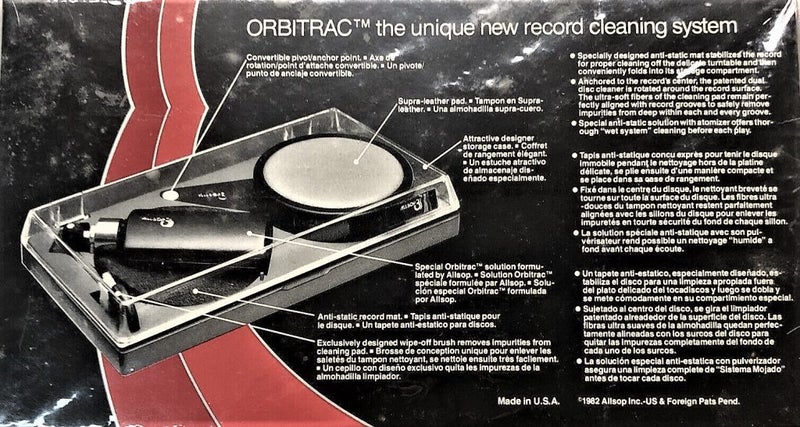 ORBITRAC™ the unique new record cleaning system
Convertible pivot/anchor point. ▪ Axe de
rotation/point d'attache convertible. ▪ Un pivote/
punto de anciaje convertible.
Supra-leather pad. ▪ Tampon en Supra-
leather. ▪ Una almohadilla supra-cuero.
Attractive designer
storage case. ▪ Coffret
de rangement élégant.
▪ Un estuche atractivo
de almacenaje dis-
eñado especialmente.
Orbitrac
Special Orbitrac™ solution formu-
lated by Allsop. ▪ Solution Orbitrac™
spéciale formulée par Allsop. ▪ Solu-
ción especial Orbitrac™ formulada
por Allsop.
Anti-static record mat. ▪ Tapis anti-statique pour
le disque. ▪ Un tapete anti-estatico para discos.
Exclusively designed wipe-off brush removes impurities from
cleaning pad. ▪ Brosse de conception unique pour enlever les
saletés du tampon nettoyant, se nettoie ensuite très facilement.
▪ Un cepillo con diseño exclusivo quita les impurezas de la
almohadilla limpiador.
● Specially designed anti-static mat stabilizes the record
for proper cleaning off the delicate turntable and then
conveniently folds into its storage compartment.
● Anchored to the record's center, the patented dual
disc cleaner is rotated around the record surface.
The ultra-soft fibers of the cleaning pad remain per-
fectly aligned with record grooves to safely remove
impurities from deep within each and every groove.
● Special anti-static solution with atomizer offers thor-
ough "wet system" cleaning before each play.
● Tapis anti-statique concu exprès pour tenir le disque
immobile pendant le nettoyage hors de la platine
délicate, se plie ensuite d'une manière compacte et
se place dans sa case de rangement.
● Fixé dans le centre du disque, le nettoyant breveté se
tourne sur toute la surface du disque. Les fibres ultra
-douces du tampon nettoyant restent parfaitement
alignées avec les sillons du disque pour enlever les
impuretés en tourte sécurité du fond de chaque sillon.
● La solution spéciale anti-statique avec son pul-
vérisateur rend possible un nettoyage "humide" a
fond avant chaque écoute.
● Un tapete anti-estatico, especialmente diseñado, es-
tabiliza el disco para una limpieza apropiada fuera
del plato delicado del tocadiscos y luego se dobla y
se mete cómodamente en su compartimiento especial.
● Sujetado al centro del disco, se gira el limpiador
patentado alreadedor de la superficie del disco. Las
fibras ultra suaves de la almohadilla quedan perfec-
tamente alineadas con los surcos del disco para
quitar las impurezas completamente del fondo de
cada uno de los surcos.
● La solución especial anti-estatica con pulverizador
asegura una limpieza complete de "Sistema Mojado"
antes de tocar cada disco.
Made in U.S.A. ©1982 Allsop Inc.-US & Foreign Pats Pend.